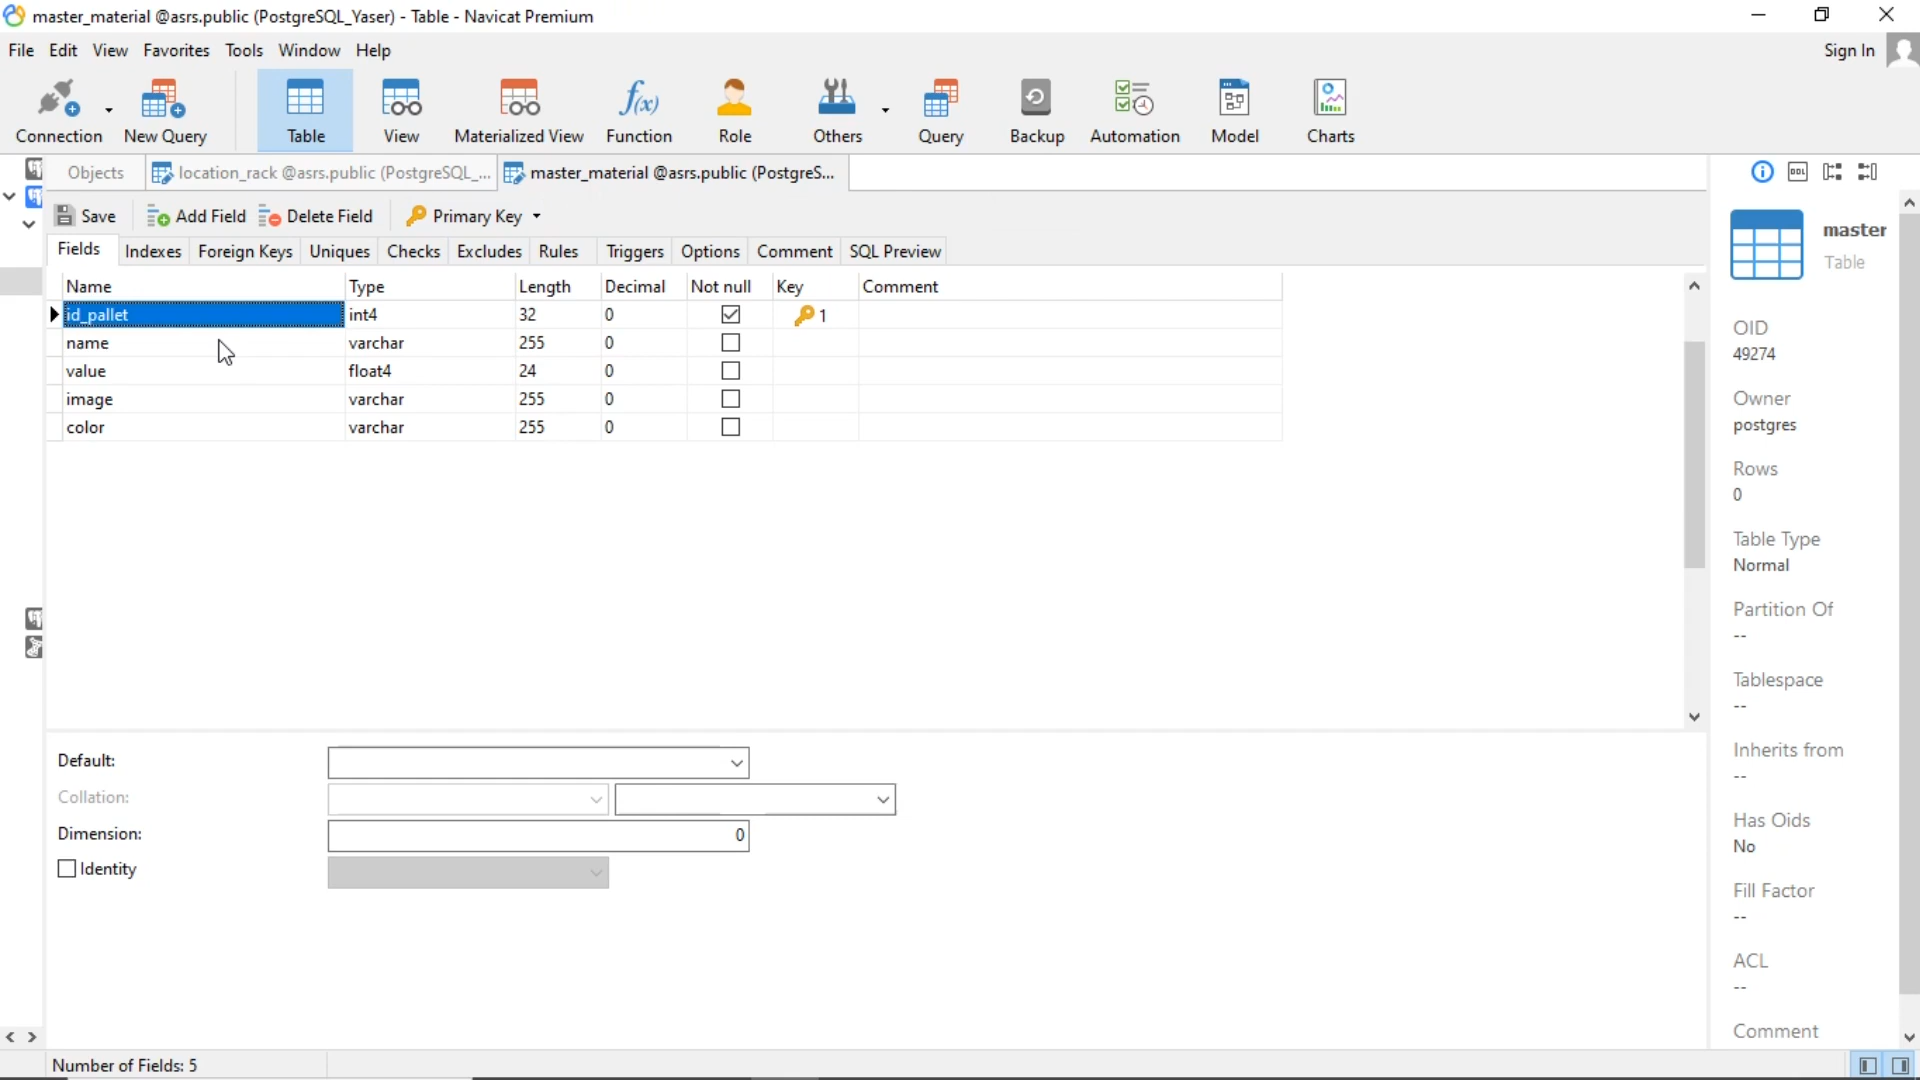 master_material @asrs.public (PostgreSQL_Yaser) - Table - Navicat Premium
File Edit View Favorites Tools Window Help
Sign In
Connection New Query Table View Materialized View Function Role Others Query Backup Automation Model Charts
Objects location_rack @asrs.public (PostgreSQL_... master_material @asrs.public (PostgreS...
DDL
Save Add Field Delete Field Primary Key
Fields Indexes Foreign Keys Uniques Checks Excludes Rules Triggers Options Comment SQL Preview
Name Type Length Decimal Not null Key Comment
id_pallet int4 32 0 1
name varchar 255 0
value float4 24 0
image varchar 255 0
color varchar 255 0
Default:
Collation:
Dimension: 0
Identity
master
Table
OID
49274
Owner
postgres
Rows
0
Table Type
Normal
Partition Of
--
Tablespace
--
Inherits from
--
Has Oids
No
Fill Factor
--
ACL
--
Comment
Number of Fields: 5